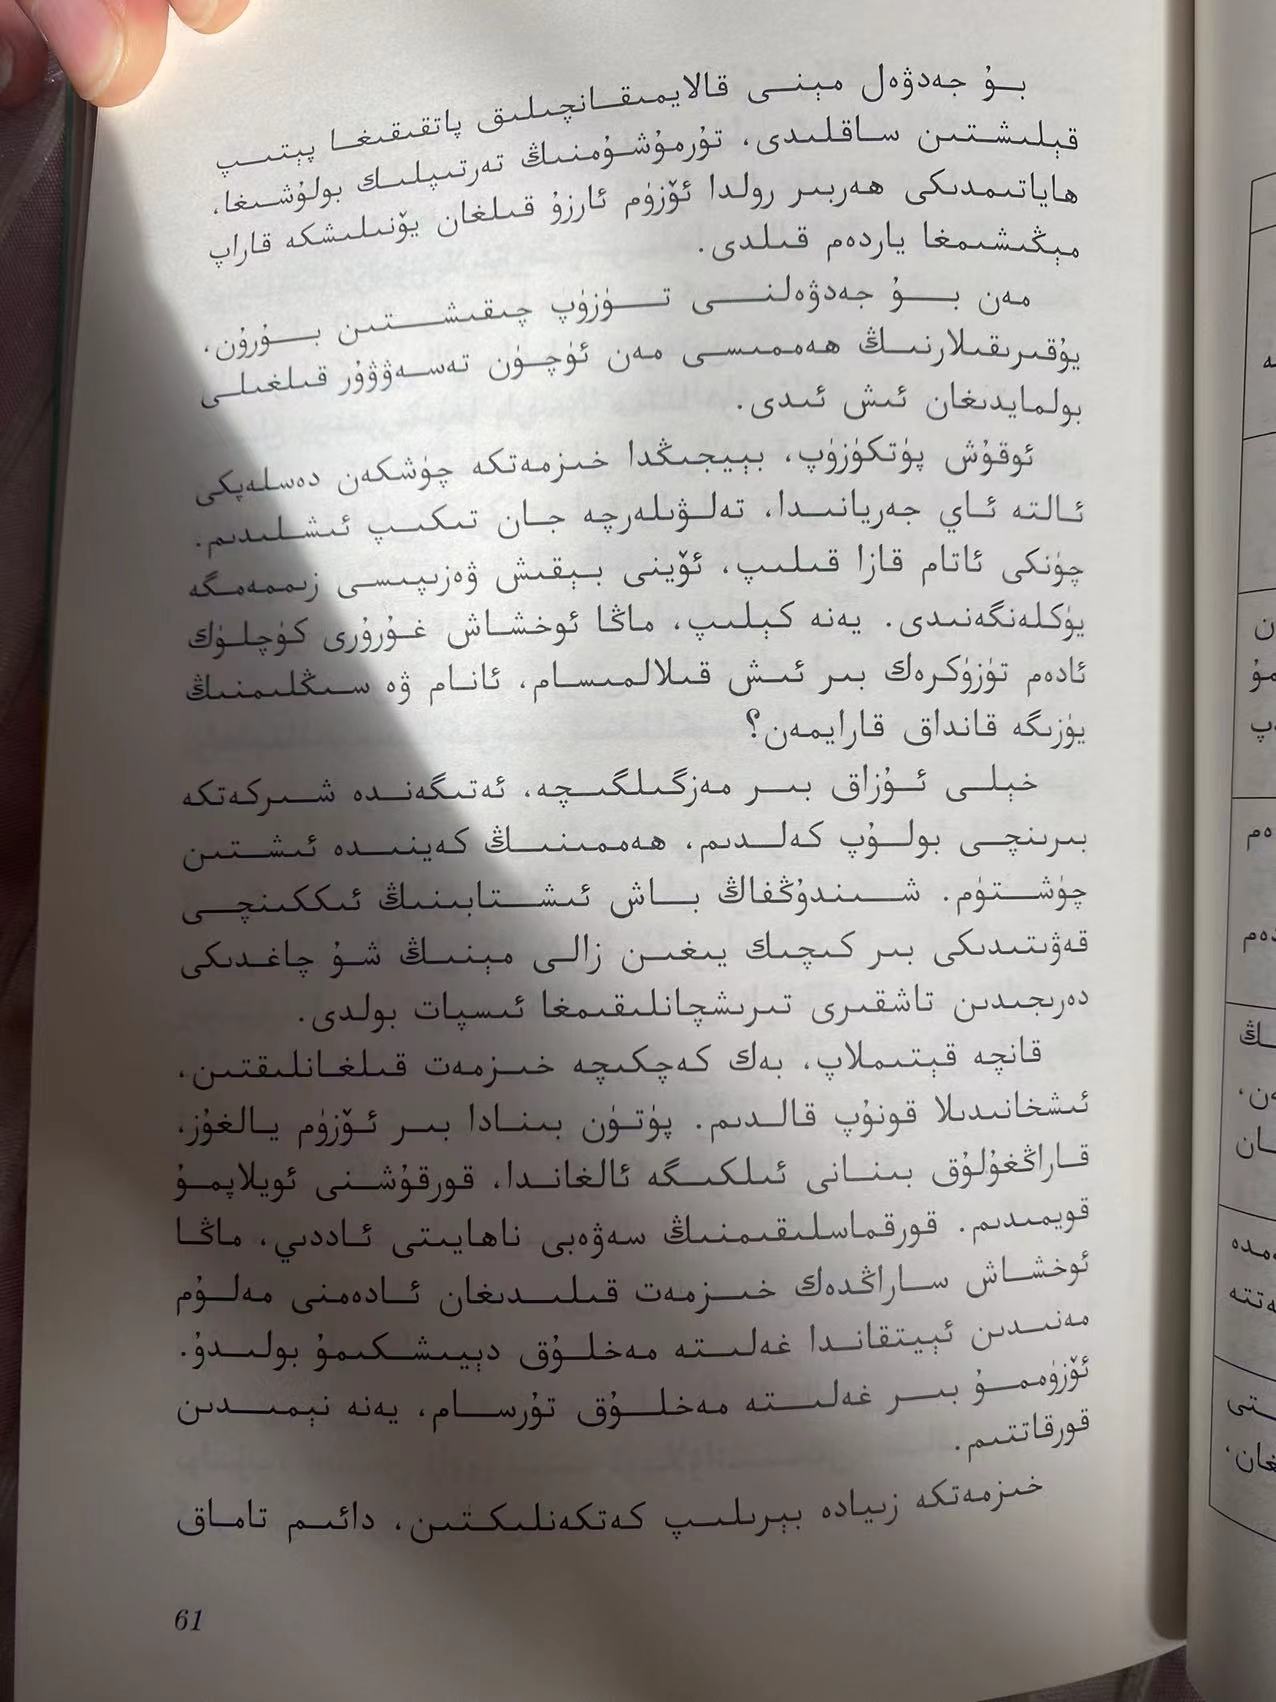 بۇ جەدۋەل مېنى قالايمىقانچىلىق پاتقىقىغا پېتىپ
قېلىشتىن ساقلىدى، تۇرمۇشۇمنىڭ تەرتىپلىك بولۇشىغا،
ھاياتىمدىكى ھەربىر رولدا ئۆزۈم ئارزۇ قىلغان يۆنىلىشكە قاراپ
مېڭىشىمغا ياردەم قىلدى.
مەن بۇ جەدۋەلنى تۈزۈپ چىقىشتىن بۇرۇن،
يۇقىرىقىلارنىڭ ھەممىسى مەن ئۈچۈن تەسەۋۋۇر قىلغىلى
بولمايدىغان ئىش ئىدى.
ئوقۇش پۈتكۈزۈپ، بېيجىڭدا خىزمەتكە چۈشكەن دەسلەپكى
ئالتە ئاي جەريانىدا، تەلۋىلەرچە جان تىكىپ ئىشلىدىم.
چۈنكى ئاتام قازا قىلىپ، ئۆينى بېقىش ۋەزىپىسى زىممەمگە
يۈكلەنگەنىدى. يەنە كېلىپ، ماڭا ئوخشاش غۇرۇرى كۈچلۈك
ئادەم تۈزۈكرەك بىر ئىش قىلالمىسام، ئانام ۋە سىڭلىمنىڭ
يۈزىگە قانداق قارايمەن؟
خېلى ئۇزاق بىر مەزگىلگىچە، ئەتىگەندە شىركەتكە
بىرىنچى بولۇپ كەلدىم، ھەممىنىڭ كەينىدە ئىشتىن
چۈشتۈم. شىندۇڭفاڭ باش ئىشتابىنىڭ ئىككىنچى
قەۋىتىدىكى بىر كىچىك يىغىن زالى مېنىڭ شۇ چاغدىكى
دەرىجىدىن تاشقىرى تىرىشچانلىقىمغا ئىسپات بولدى.
قانچە قېتىملاپ، بەك كەچكىچە خىزمەت قىلغانلىقتىن،
ئىشخانىدىلا قونۇپ قالدىم. پۈتۈن بىنادا بىر ئۆزۈم يالغۇز،
قاراڭغۇلۇق بىنانى ئىلكىگە ئالغاندا، قورقۇشنى ئويلاپمۇ
قويمىدىم. قورقماسلىقىمنىڭ سەۋەبى ناھايىتى ئاددىي، ماڭا
ئوخشاش ساراڭدەك خىزمەت قىلىدىغان ئادەمنى مەلۇم
مەنىدىن ئېيتقاندا غەلىتە مەخلۇق دېيىشكىمۇ بولىدۇ.
ئۆزۈممۇ بىر غەلىتە مەخلۇق تۇرسام، يەنە نېمىدىن
قورقاتتىم.
خىزمەتكە زىيادە بېرىلىپ كەتكەنلىكتىن، دائىم تاماق
61